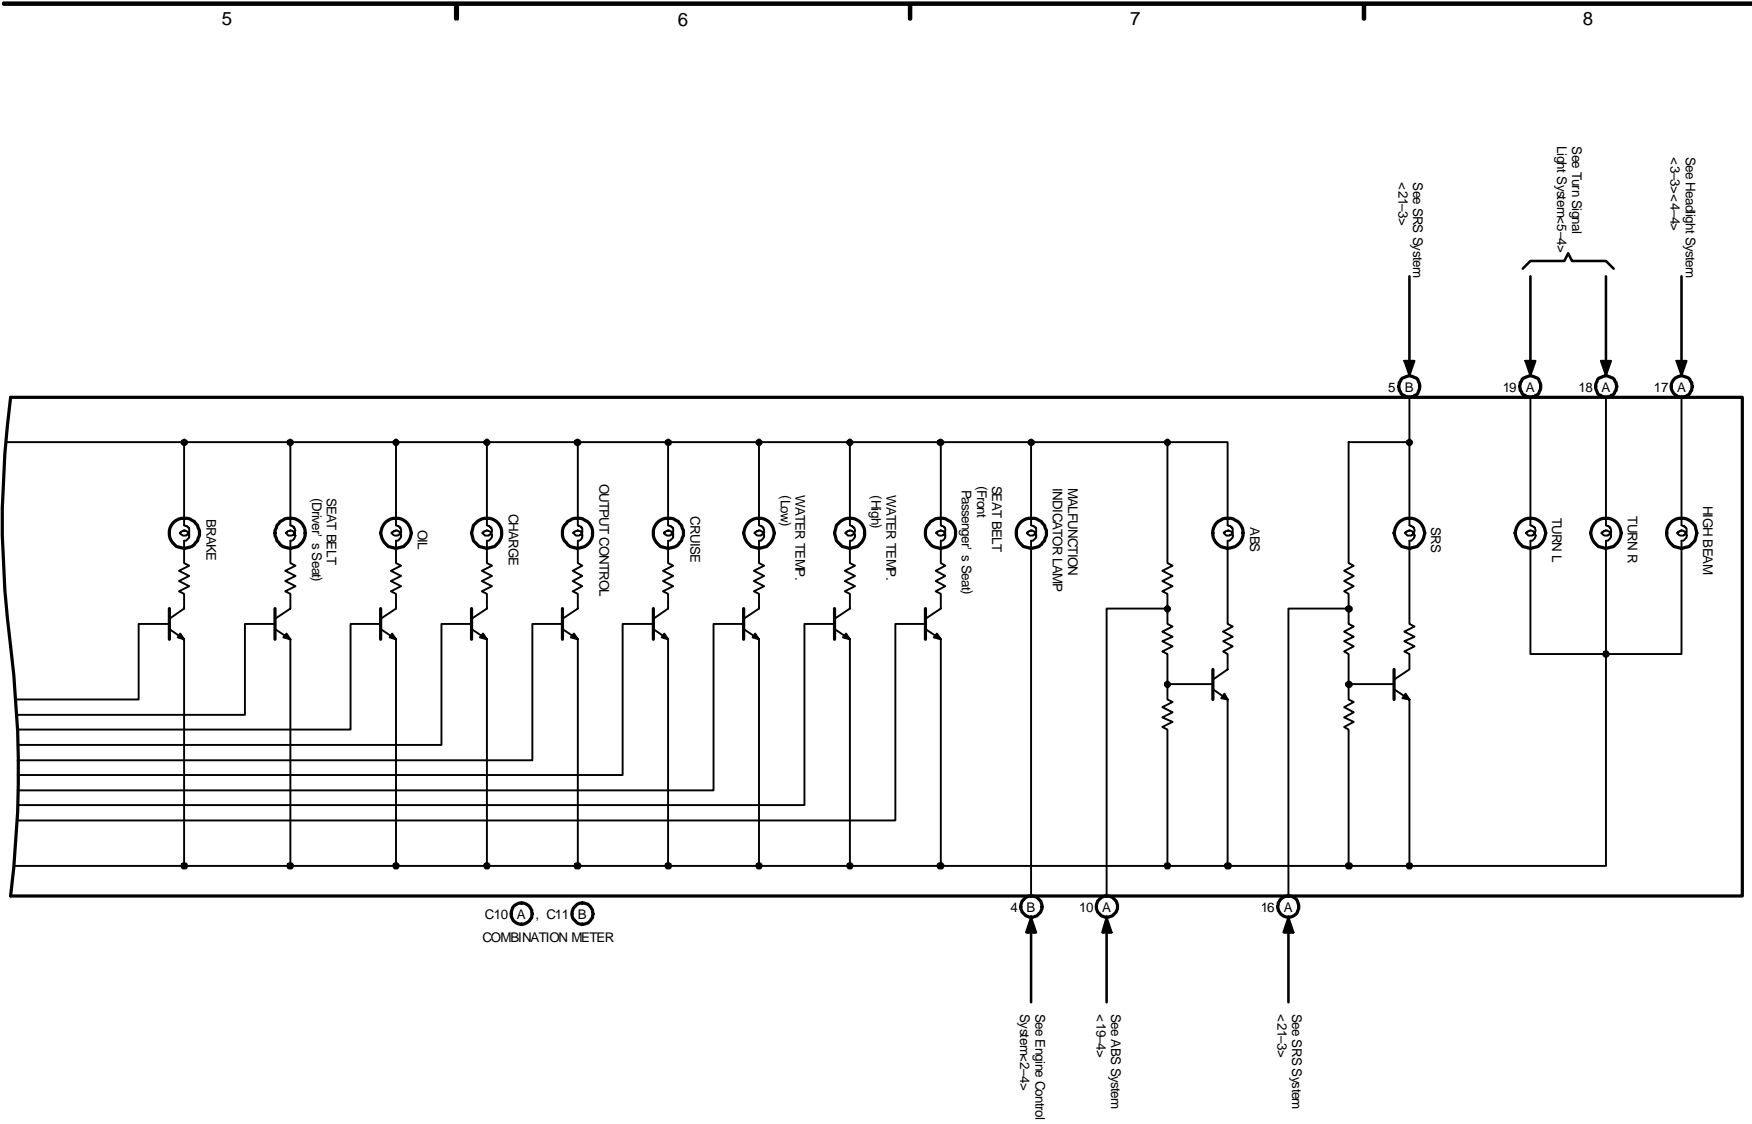 5
6
7
8
See SRS System
<21–3>
See Turn Signal
Light System<5–4>
See Headlight System
<3–3><4–4>
5 B
19 A
18 A
17 A
BRAKE
SEAT BELT
(Driver' s Seat)
OIL
CHARGE
OUTPUT CONTROL
CRUISE
WATER TEMP.
(Low)
WATER TEMP.
(High)
SEAT BELT
(Front
Passenger' s Seat)
MALFUNCTION
INDICATOR LAMP
ABS
SRS
TURN L
TURN R
HIGH BEAM
4 B
10 A
16 A
C10 A , C11 B
COMBINATION METER
See Engine Control
System<2–4>
See ABS System
<19–4>
See SRS System
<21–3>